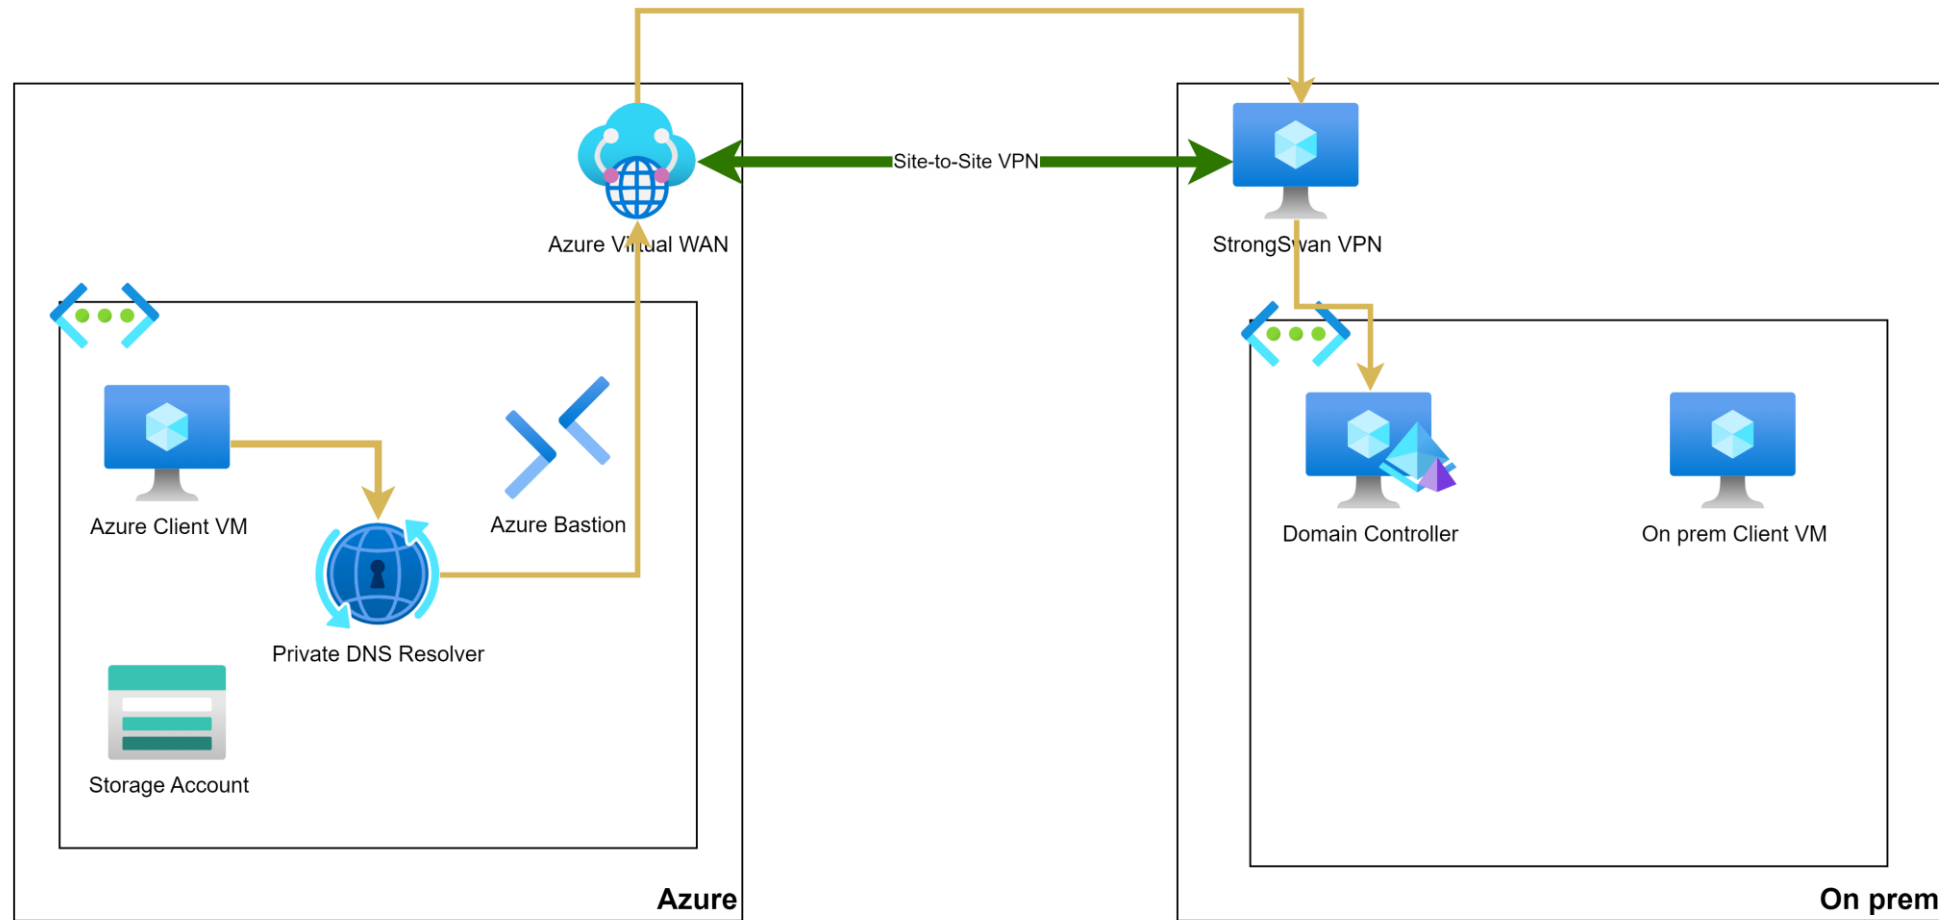 Site-to-Site VPN
Azure Virtual WAN
StrongSwan VPN
Azure Client VM
Azure Bastion
Domain Controller
On prem Client VM
Private DNS Resolver
Storage Account
Azure
On prem